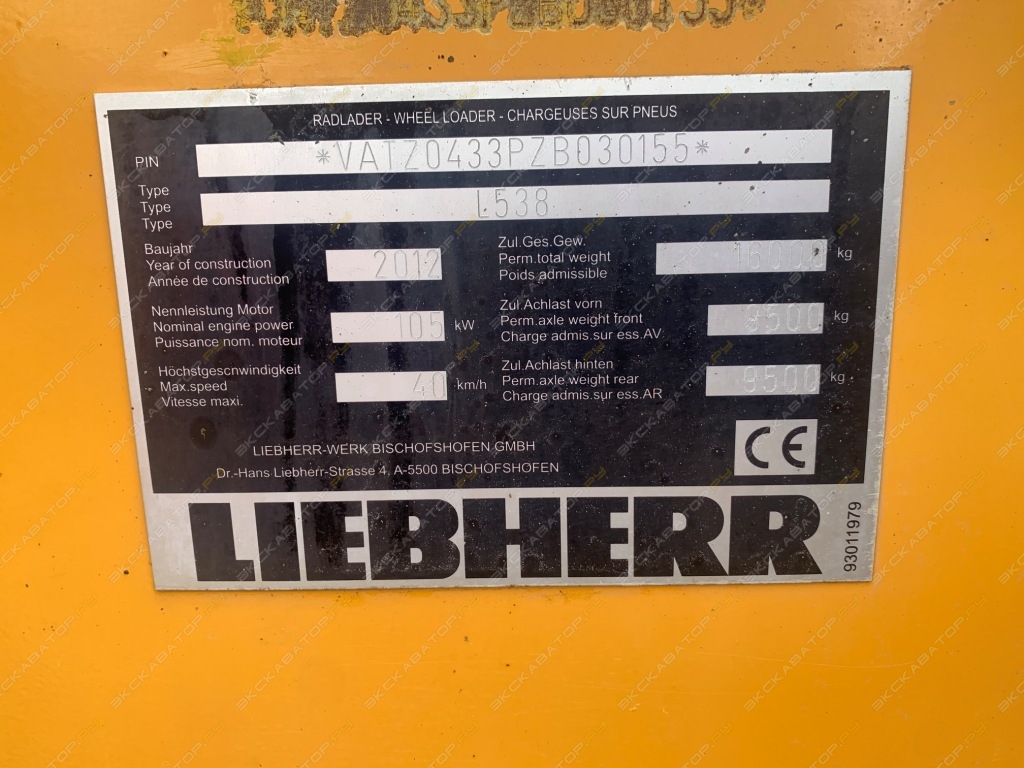 RADLADER - WHEEL LOADER - CHARGEUSES SUR PNEUS
PIN *VATZ0433PZB030155*
Type
Type L538
Type
Baujahr
Year of construction 2012
Année de construction
Zul.Ges.Gew.
Perm.total weight 16000 kg
Poids admissible
Nennleistung Motor
Nominal engine power 105 kW
Puissance nom. moteur
Zul.Achlast vorn
Perm.axle weight front 9500 kg
Charge admis.sur ess.AV
Höchstgescnwindigkeit
Max.speed 40 km/h
Vitesse maxi.
Zul.Achlast hinten
Perm.axle weight rear 9500 kg
Charge admis.sur ess.AR
CE
LIEBHERR-WERK BISCHOFSHOFEN GMBH
Dr.-Hans Liebherr-Strasse 4, A-5500 BISCHOFSHOFEN
LIEBHERR
93011979
ЭКСКАВАТОР.РУ